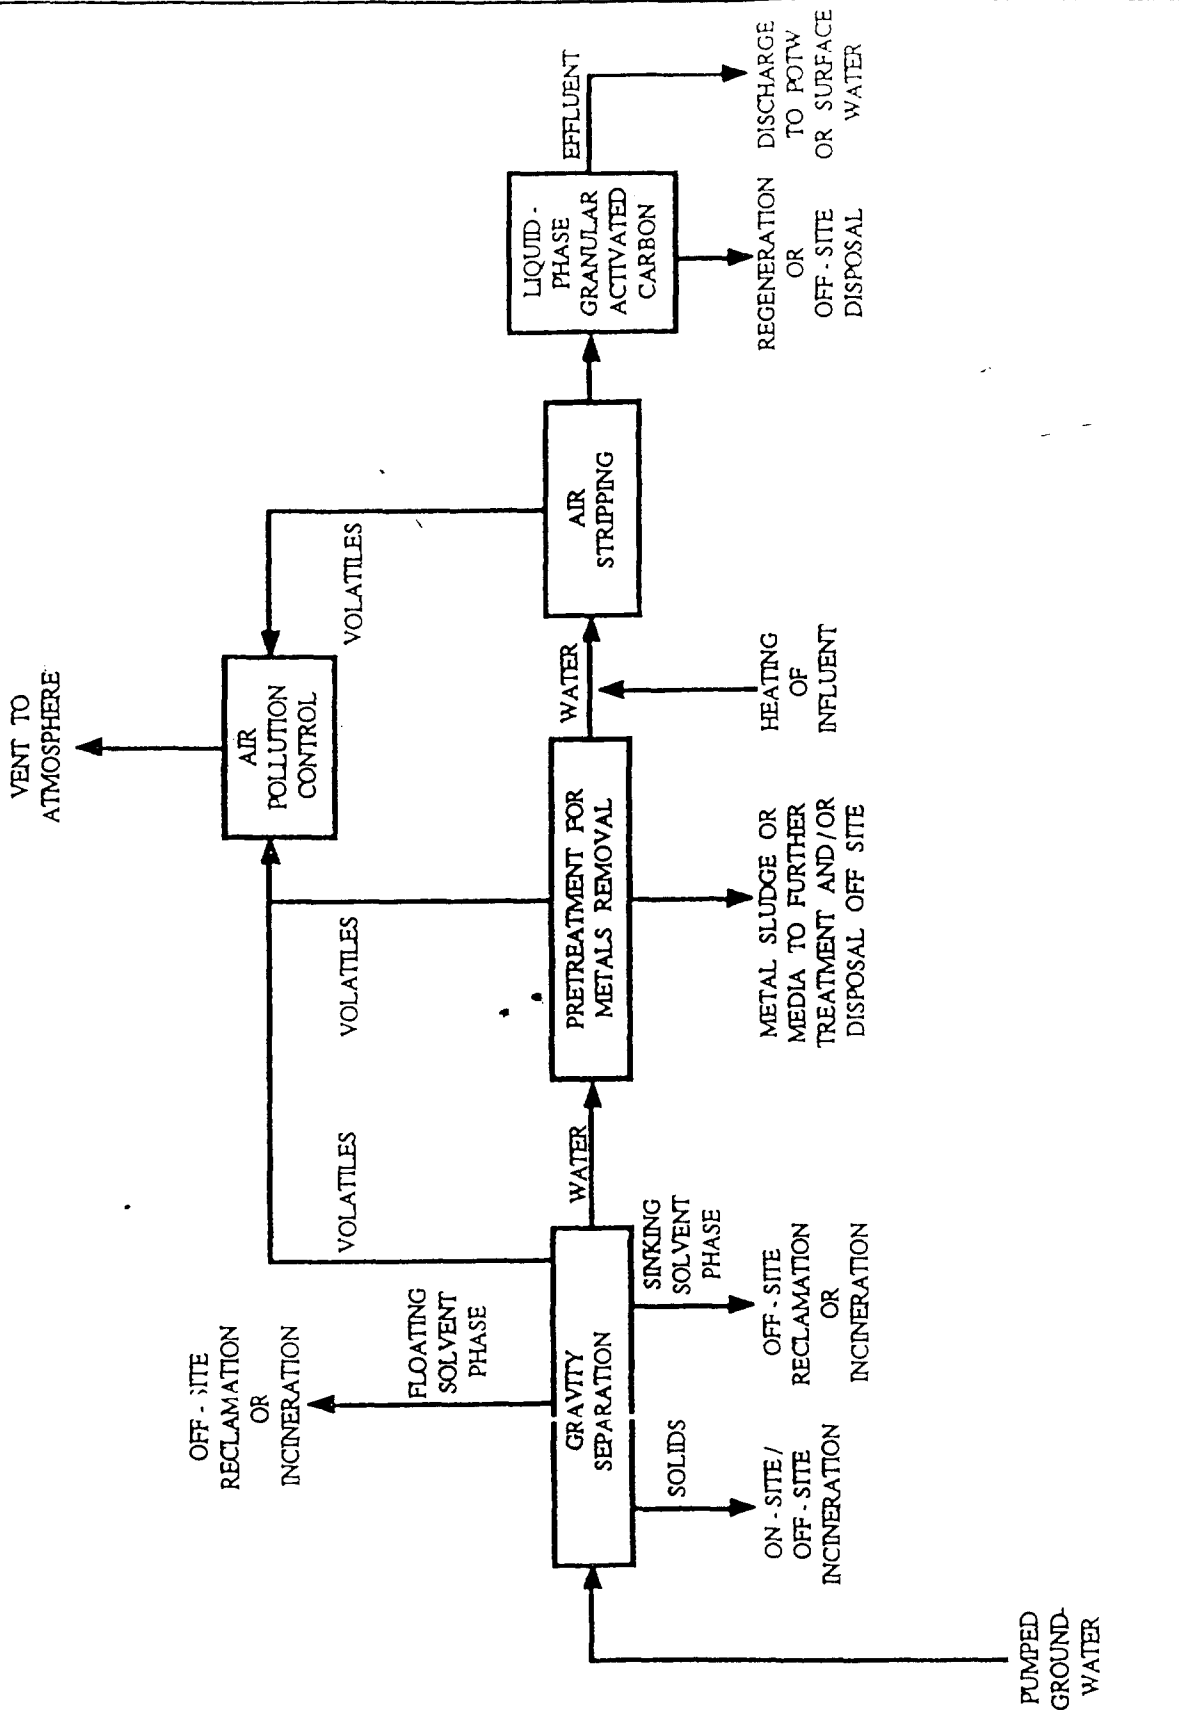 PUMPED
GROUND-
WATER
GRAVITY
SEPARATION
SOLIDS
ON-SITE/
OFF-SITE
INCINERATION
FLOATING
SOLVENT
PHASE
RECLAMATION
OR
INCINERATION
SINKING
SOLVENT
PHASE
OFF-SITE
RECLAMATION
OR
INCINERATION
VOLATILES
WATER
PRETREATMENT FOR
METALS REMOVAL
VOLATILES
METAL SLUDGE OR
MEDIA TO FURTHER
TREATMENT AND/OR
DISPOSAL OFF SITE
WATER
HEATING
OF
INFLUENT
AIR
POLLUTION
CONTROL
VENT TO
ATMOSPHERE
AIR
STRIPPING
VOLATILES
LIQUID-
PHASE
GRANULAR
ACTIVATED
CARBON
REGENERATION
OR
OFF-SITE
DISPOSAL
EFFLUENT
DISCHARGE
TO POTW
OR SURFACE
WATER